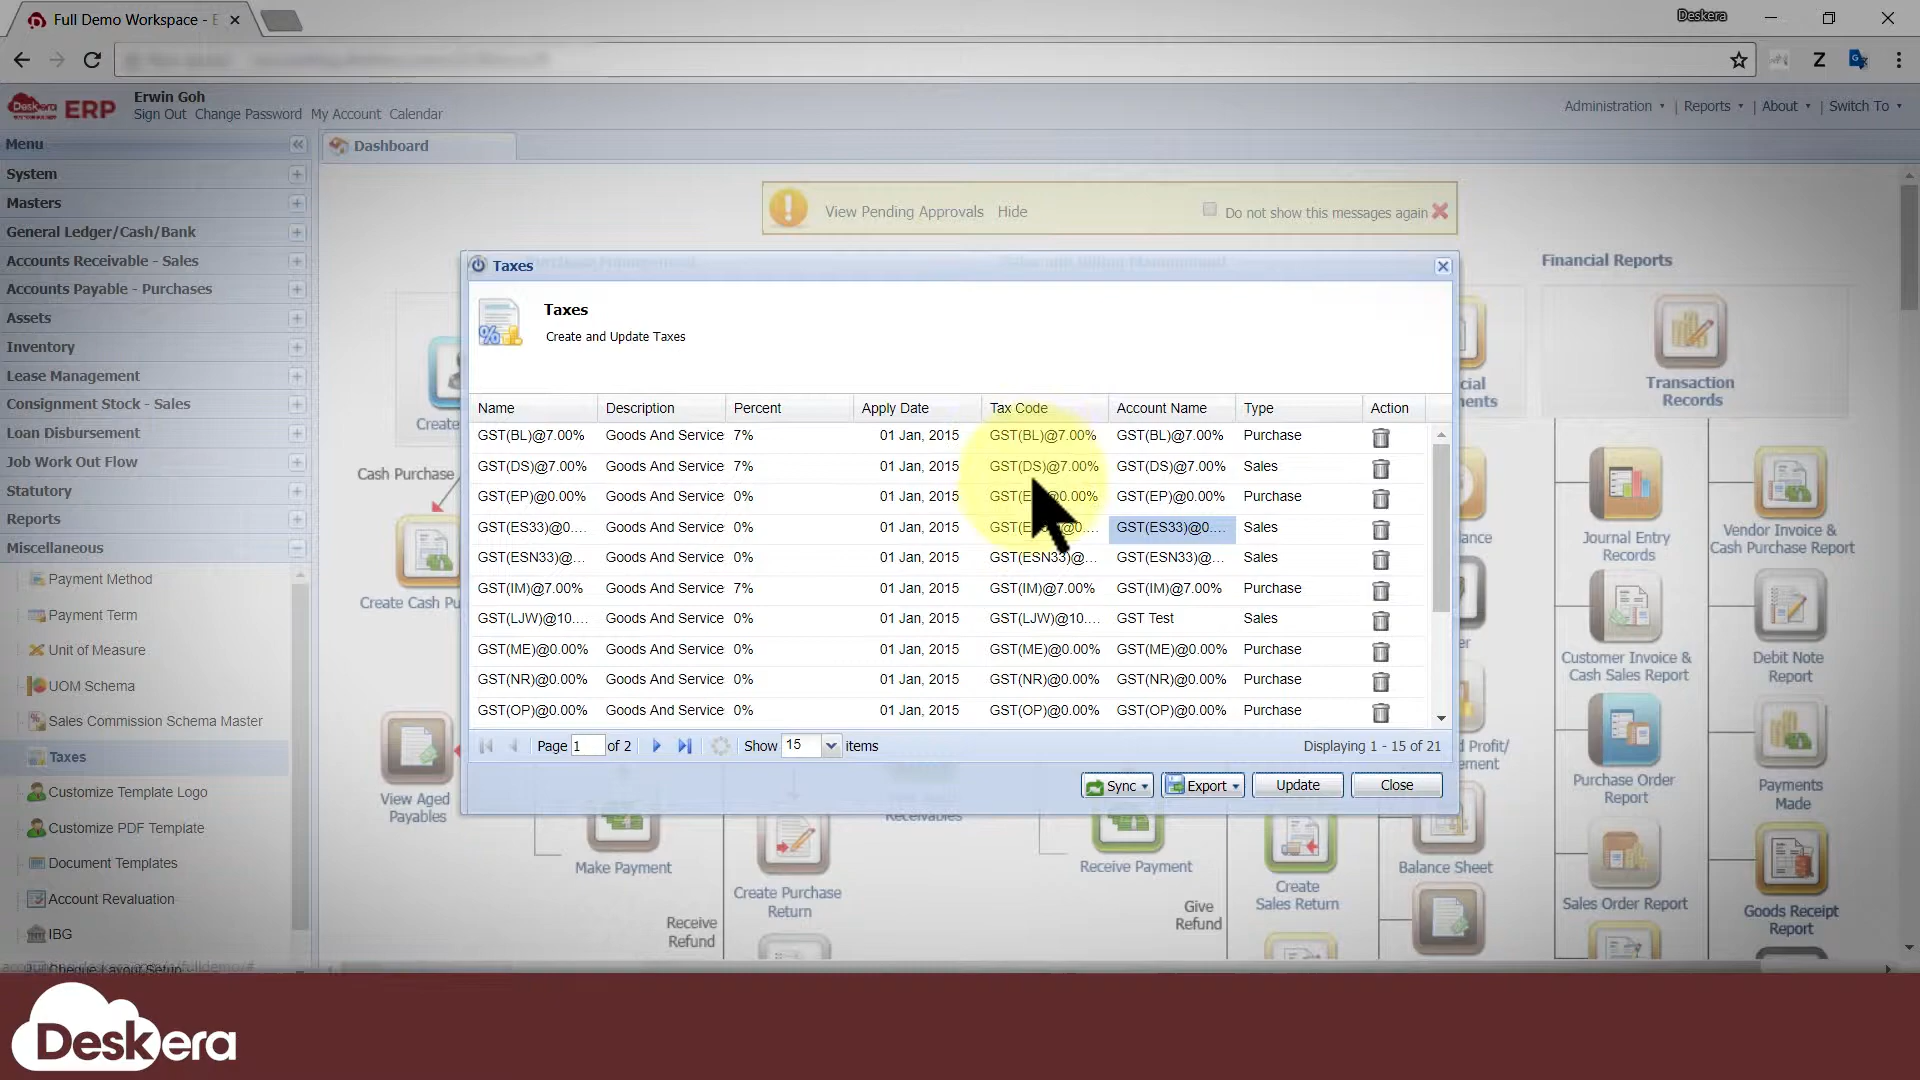 Full Demo Workspace - E
Deskera
Z
Deskera ERP
Erwin Goh
Sign Out Change Password My Account Calendar
Administration | Reports | About | Switch To
Menu
Dashboard
System
Masters
General Ledger/Cash/Bank
Accounts Receivable - Sales
Accounts Payable - Purchases
Assets
Inventory
Lease Management
Consignment Stock - Sales
Loan Disbursement
Job Work Out Flow
Statutory
Reports
Miscellaneous
Payment Method
Payment Term
Unit of Measure
UOM Schema
Sales Commission Schema Master
Taxes
Customize Template Logo
Customize PDF Template
Document Templates
Account Revaluation
IBG
Cheque Layout Setup
View Pending Approvals Hide
Do not show this messages again
Taxes
Taxes
Create and Update Taxes
Name Description Percent Apply Date Tax Code Account Name Type Action
GST(BL)@7.00% Goods And Service 7% 01 Jan, 2015 GST(BL)@7.00% GST(BL)@7.00% Purchase
GST(DS)@7.00% Goods And Service 7% 01 Jan, 2015 GST(DS)@7.00% GST(DS)@7.00% Sales
GST(EP)@0.00% Goods And Service 0% 01 Jan, 2015 GST(E @0.00% GST(EP)@0.00% Purchase
GST(ES33)@0.... Goods And Service 0% 01 Jan, 2015 GST(E @0.... GST(ES33)@0.... Sales
GST(ESN33)@... Goods And Service 0% 01 Jan, 2015 GST(ESN33)@... GST(ESN33)@... Sales
GST(IM)@7.00% Goods And Service 7% 01 Jan, 2015 GST(IM)@7.00% GST(IM)@7.00% Purchase
GST(LJW)@10.... Goods And Service 0% 01 Jan, 2015 GST(LJW)@10.... GST Test Sales
GST(ME)@0.00% Goods And Service 0% 01 Jan, 2015 GST(ME)@0.00% GST(ME)@0.00% Purchase
GST(NR)@0.00% Goods And Service 0% 01 Jan, 2015 GST(NR)@0.00% GST(NR)@0.00% Purchase
GST(OP)@0.00% Goods And Service 0% 01 Jan, 2015 GST(OP)@0.00% GST(OP)@0.00% Purchase
Page 1 of 2 Show 15 items Displaying 1 - 15 of 21
Sync Export Update Close
Create
Cash Purchase
Create Cash Pu
View Aged
Payables
Make Payment
Create Purchase
Return
Receive
Refund
Receivables
Receive Payment
Give
Refund
Create
Sales Return
Balance Sheet
Financial Reports
Transaction
Records
Journal Entry
Records
Vendor Invoice &
Cash Purchase Report
Customer Invoice &
Cash Sales Report
Debit Note
Report
Purchase Order
Report
Payments
Made
Sales Order Report
Goods Receipt
Report
Deskera